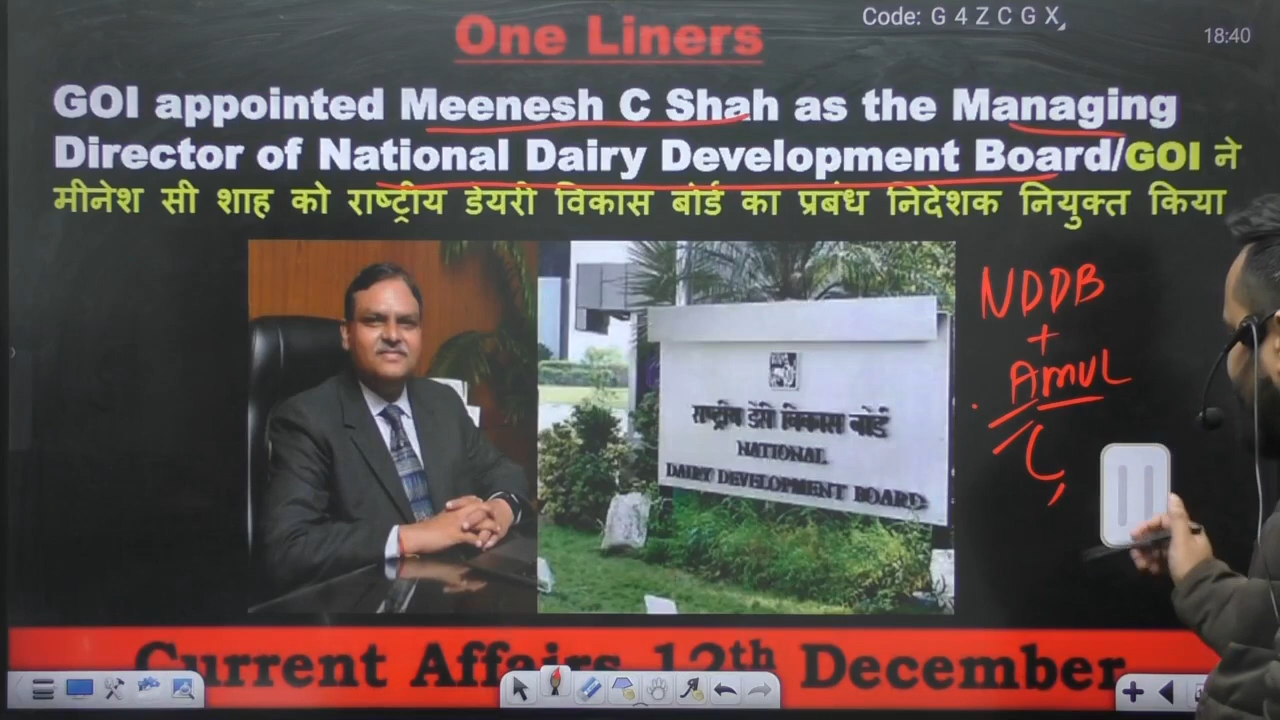 One Liners
Code: G 4 Z C G X
18:40
GOI appointed Meenesh C Shah as the Managing
Director of National Dairy Development Board/GOI ने
मीनेश सी शाह को राष्ट्रीय डेयरी विकास बोर्ड का प्रबंध निदेशक नियुक्त किया
NDDB
+
Amul
राष्ट्रीय डेरी विकास बोर्ड
NATIONAL
DAIRY DEVELOPMENT BOARD
Current Affairs 12th December